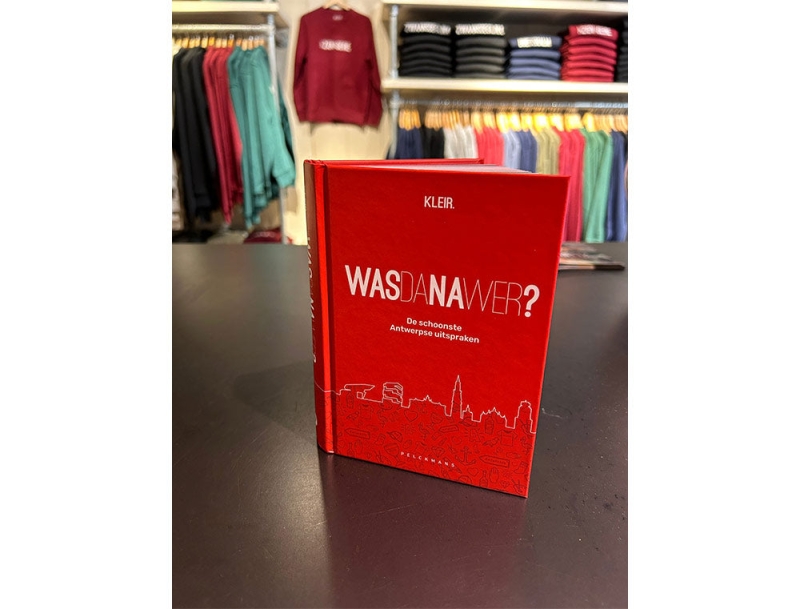 KLEIR.
WASDANAWER?
De schoonste
Antwerpse uitspraken
PELCKMANS